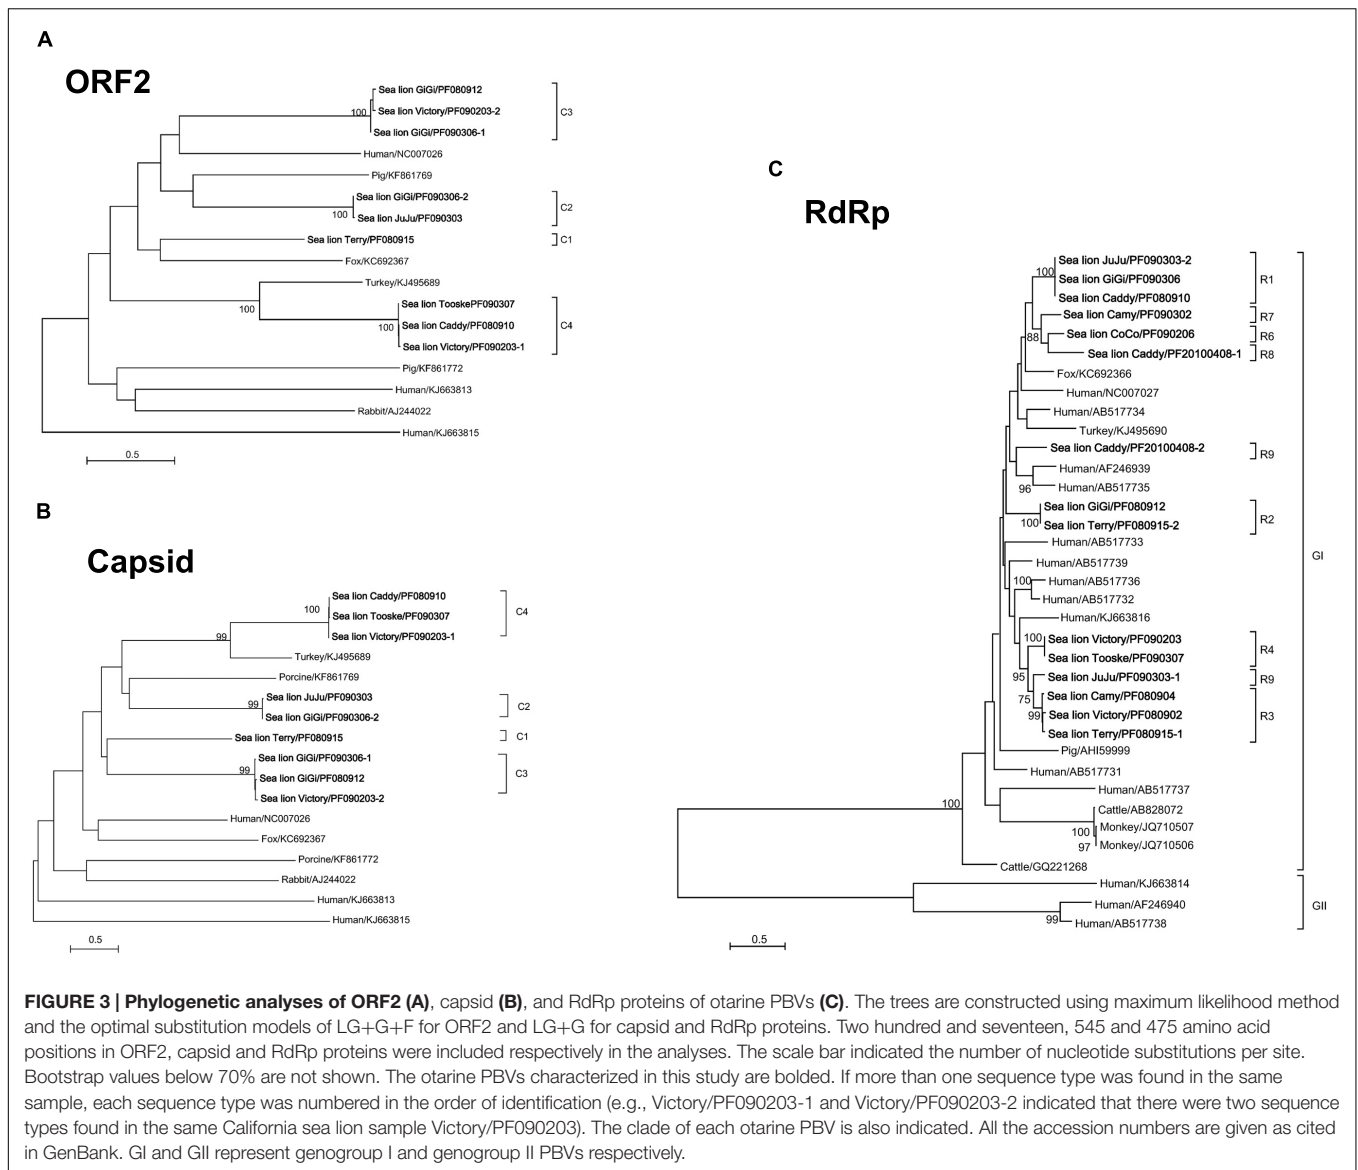 A
ORF2
Sea lion GiGi/PF080912
100
Sea lion Victory/PF090203-2
C3
Sea lion GiGi/PF090306-1
Human/NC007026
Pig/KF861769
Sea lion GiGi/PF090306-2
100
Sea lion JuJu/PF090303
C2
Sea lion Terry/PF080915
C1
Fox/KC692367
Turkey/KJ495689
100
Sea lion TooskePF090307
100
Sea lion Caddy/PF080910
C4
Sea lion Victory/PF090203-1
Pig/KF861772
Human/KJ663813
Rabbit/AJ244022
Human/KJ663815
0.5
B
Capsid
Sea lion Caddy/PF080910
100
Sea lion Tooske/PF090307
C4
Sea lion Victory/PF090203-1
99
Turkey/KJ495689
Porcine/KF861769
Sea lion JuJu/PF090303
99
C2
Sea lion GiGi/PF090306-2
Sea lion Terry/PF080915
C1
Sea lion GiGi/PF090306-1
99
Sea lion GiGi/PF080912
C3
Sea lion Victory/PF090203-2
Human/NC007026
Fox/KC692367
Porcine/KF861772
Rabbit/AJ244022
Human/KJ663813
Human/KJ663815
0.5
C
RdRp
Sea lion JuJu/PF090303-2
100
Sea lion GiGi/PF090306
R1
Sea lion Caddy/PF080910
Sea lion Camy/PF090302
R7
88
Sea lion CoCo/PF090206
R6
Sea lion Caddy/PF20100408-1
R8
Fox/KC692366
Human/NC007027
Human/AB517734
Turkey/KJ495690
Sea lion Caddy/PF20100408-2
R9
Human/AF246939
96
Human/AB517735
Sea lion GiGi/PF080912
R2
100
Sea lion Terry/PF080915-2
Human/AB517733
GI
Human/AB517739
100
Human/AB517736
Human/AB517732
Human/KJ663816
100
Sea lion Victory/PF090203
R4
Sea lion Tooske/PF090307
95
Sea lion JuJu/PF090303-1
R9
75
Sea lion Camy/PF080904
99
Sea lion Victory/PF080902
R3
Sea lion Terry/PF080915-1
Pig/AHI59999
Human/AB517731
Human/AB517737
100
Cattle/AB828072
100
Monkey/JQ710507
97
Monkey/JQ710506
Cattle/GQ221268
Human/KJ663814
Human/AF246940
GII
99
Human/AB517738
0.5
FIGURE 3 | Phylogenetic analyses of ORF2 (A), capsid (B), and RdRp proteins of otarine PBVs (C). The trees are constructed using maximum likelihood method
and the optimal substitution models of LG+G+F for ORF2 and LG+G for capsid and RdRp proteins. Two hundred and seventeen, 545 and 475 amino acid
positions in ORF2, capsid and RdRp proteins were included respectively in the analyses. The scale bar indicated the number of nucleotide substitutions per site.
Bootstrap values below 70% are not shown. The otarine PBVs characterized in this study are bolded. If more than one sequence type was found in the same
sample, each sequence type was numbered in the order of identification (e.g., Victory/PF090203-1 and Victory/PF090203-2 indicated that there were two sequence
types found in the same California sea lion sample Victory/PF090203). The clade of each otarine PBV is also indicated. All the accession numbers are given as cited
in GenBank. GI and GII represent genogroup I and genogroup II PBVs respectively.